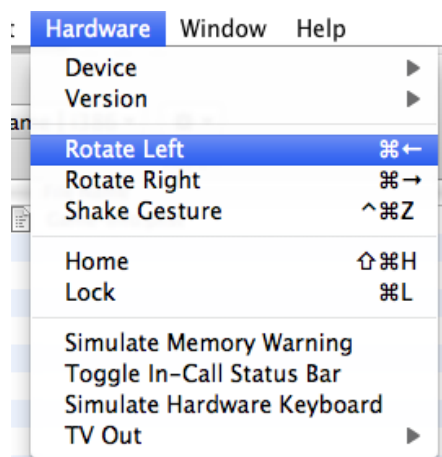 Hardware Window Help
Device
Version
Rotate Left ⌘←
Rotate Right ⌘→
Shake Gesture ^⌘Z
Home ⇧⌘H
Lock ⌘L
Simulate Memory Warning
Toggle In-Call Status Bar
Simulate Hardware Keyboard
TV Out